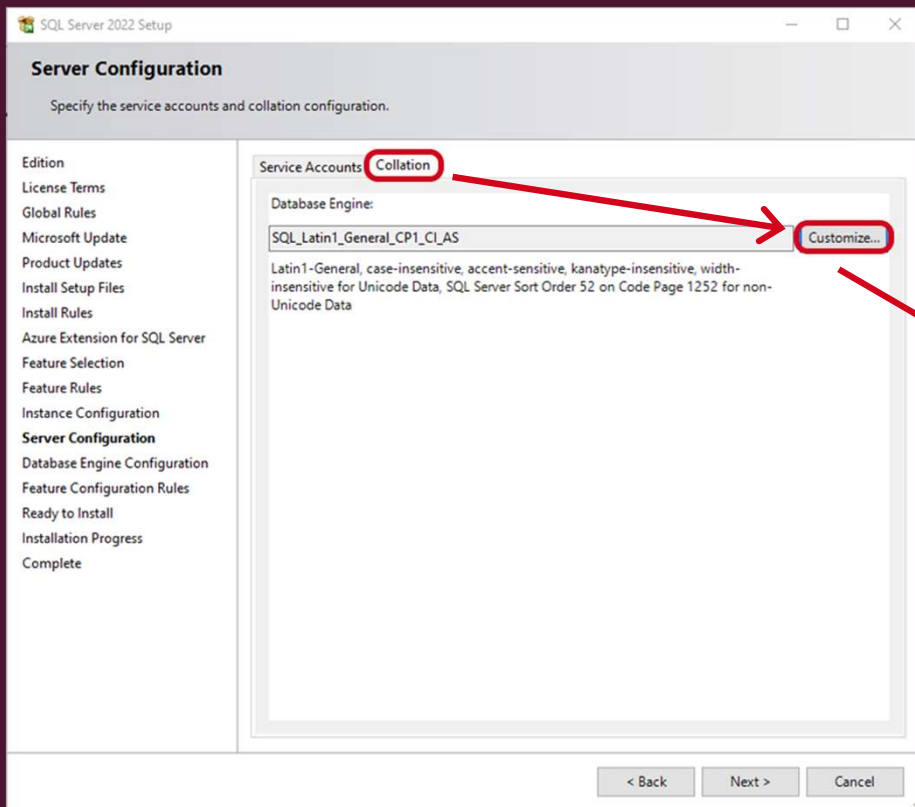 SQL Server 2022 Setup
Server Configuration
Specify the service accounts and collation configuration.
Edition
License Terms
Global Rules
Microsoft Update
Product Updates
Install Setup Files
Install Rules
Azure Extension for SQL Server
Feature Selection
Feature Rules
Instance Configuration
Server Configuration
Database Engine Configuration
Feature Configuration Rules
Ready to Install
Installation Progress
Complete
Service Accounts Collation
Database Engine:
SQL_Latin1_General_CP1_CI_AS
Customize...
Latin1-General, case-insensitive, accent-sensitive, kanatype-insensitive, width-
insensitive for Unicode Data, SQL Server Sort Order 52 on Code Page 1252 for non-
Unicode Data
< Back Next > Cancel